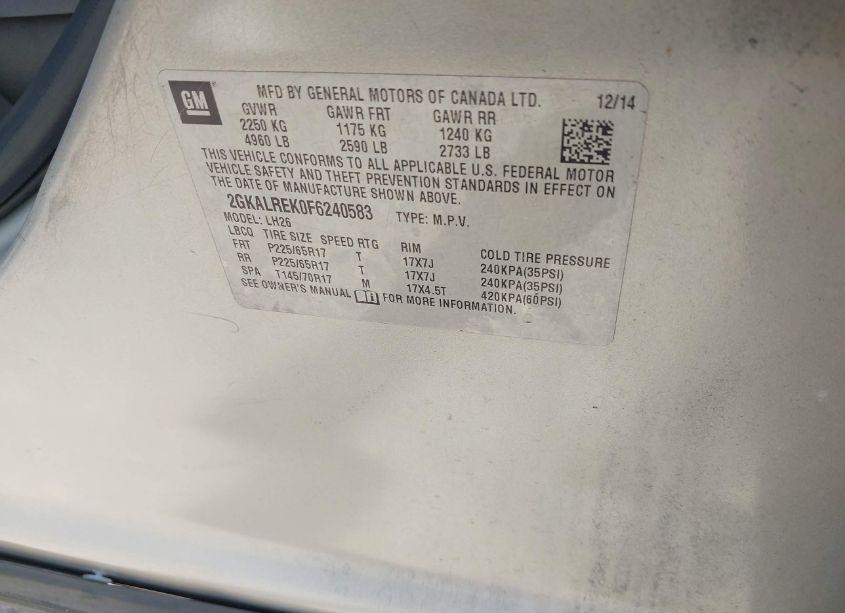 GM
MFD BY GENERAL MOTORS OF CANADA LTD. 12/14
GVWR GAWR FRT GAWR RR
2250 KG 1175 KG 1240 KG
4960 LB 2590 LB 2733 LB
THIS VEHICLE CONFORMS TO ALL APPLICABLE U.S. FEDERAL MOTOR
VEHICLE SAFETY AND THEFT PREVENTION STANDARDS IN EFFECT ON
THE DATE OF MANUFACTURE SHOWN ABOVE.
2GKALREK0F6240583 TYPE: M.P.V.
MODEL: LH26
LBCQ TIRE SIZE SPEED RTG RIM COLD TIRE PRESSURE
FRT P225/65R17 T 17X7J 240KPA(35PSI)
RR P225/65R17 T 17X7J 240KPA(35PSI)
SPA T145/70R17 M 17X4.5T 420KPA(60PSI)
SEE OWNER'S MANUAL FOR MORE INFORMATION.